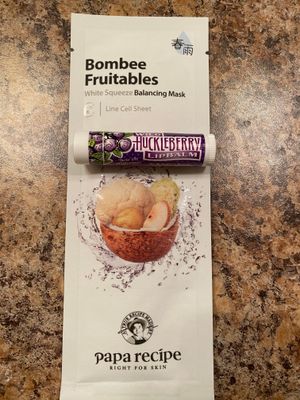 春雨
Bombee
Fruitables
White Squeeze Balancing Mask
Line Cell Sheet
WILD
HUCKLEBERRY
LIP BALM
papa recipe
RIGHT FOR SKIN